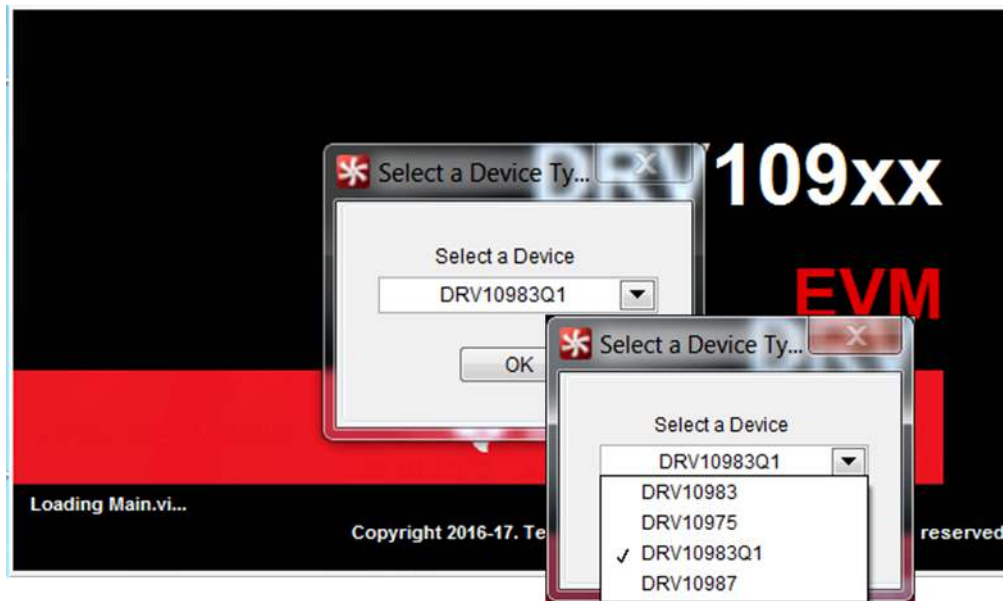 109xx
EVM
Select a Device Ty...
Select a Device
DRV10983Q1
OK
Select a Device Ty...
Select a Device
DRV10983Q1
DRV10983
DRV10975
✓ DRV10983Q1
DRV10987
Loading Main.vi...
Copyright 2016-17.
reserved